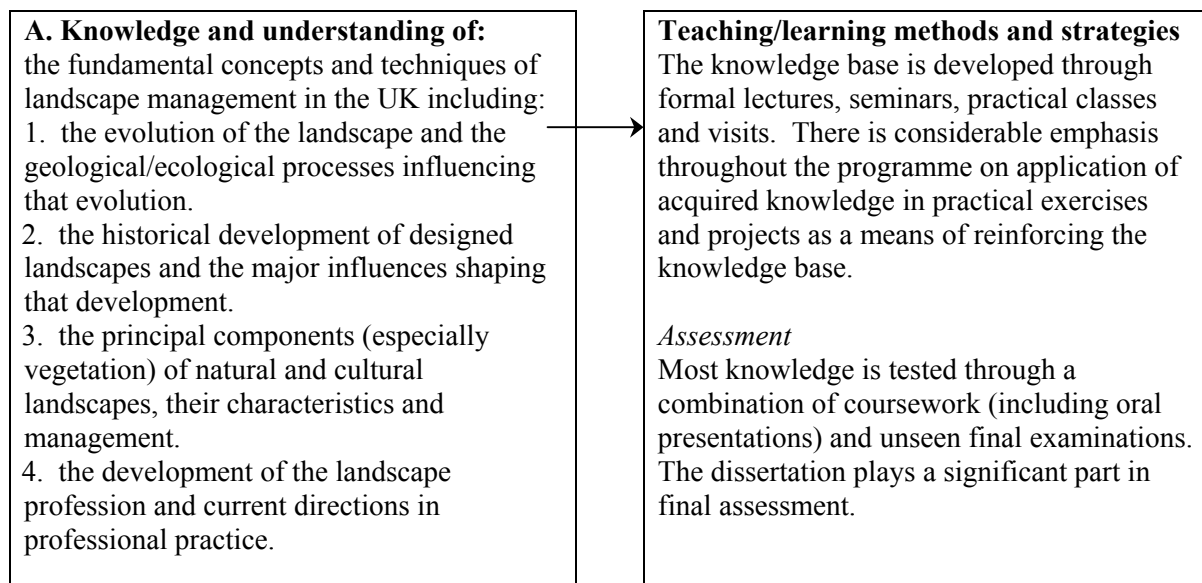 A. Knowledge and understanding of:
the fundamental concepts and techniques of
landscape management in the UK including:
1.  the evolution of the landscape and the
geological/ecological processes influencing
that evolution.
2.  the historical development of designed
landscapes and the major influences shaping
that development.
3.  the principal components (especially
vegetation) of natural and cultural
landscapes, their characteristics and
management.
4.  the development of the landscape
profession and current directions in
professional practice.
Teaching/learning methods and strategies
The knowledge base is developed through
formal lectures, seminars, practical classes
and visits.  There is considerable emphasis
throughout the programme on application of
acquired knowledge in practical exercises
and projects as a means of reinforcing the
knowledge base.
Assessment
Most knowledge is tested through a
combination of coursework (including oral
presentations) and unseen final examinations.
The dissertation plays a significant part in
final assessment.